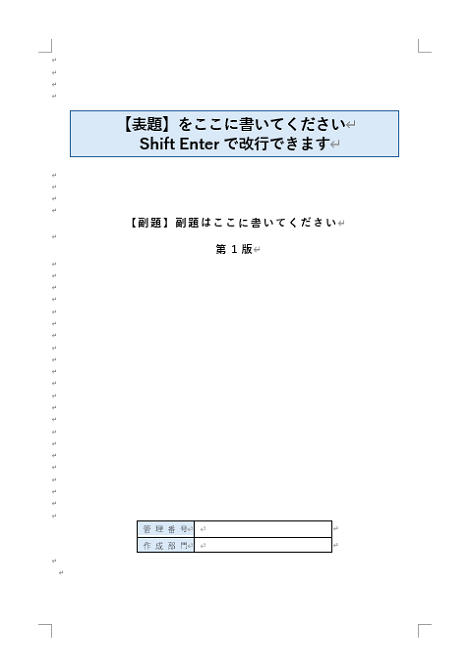 【表題】をここに書いてください
Shift Enter で改行できます
【副題】副題はここに書いてください
第 1 版
管理番号
作成部門